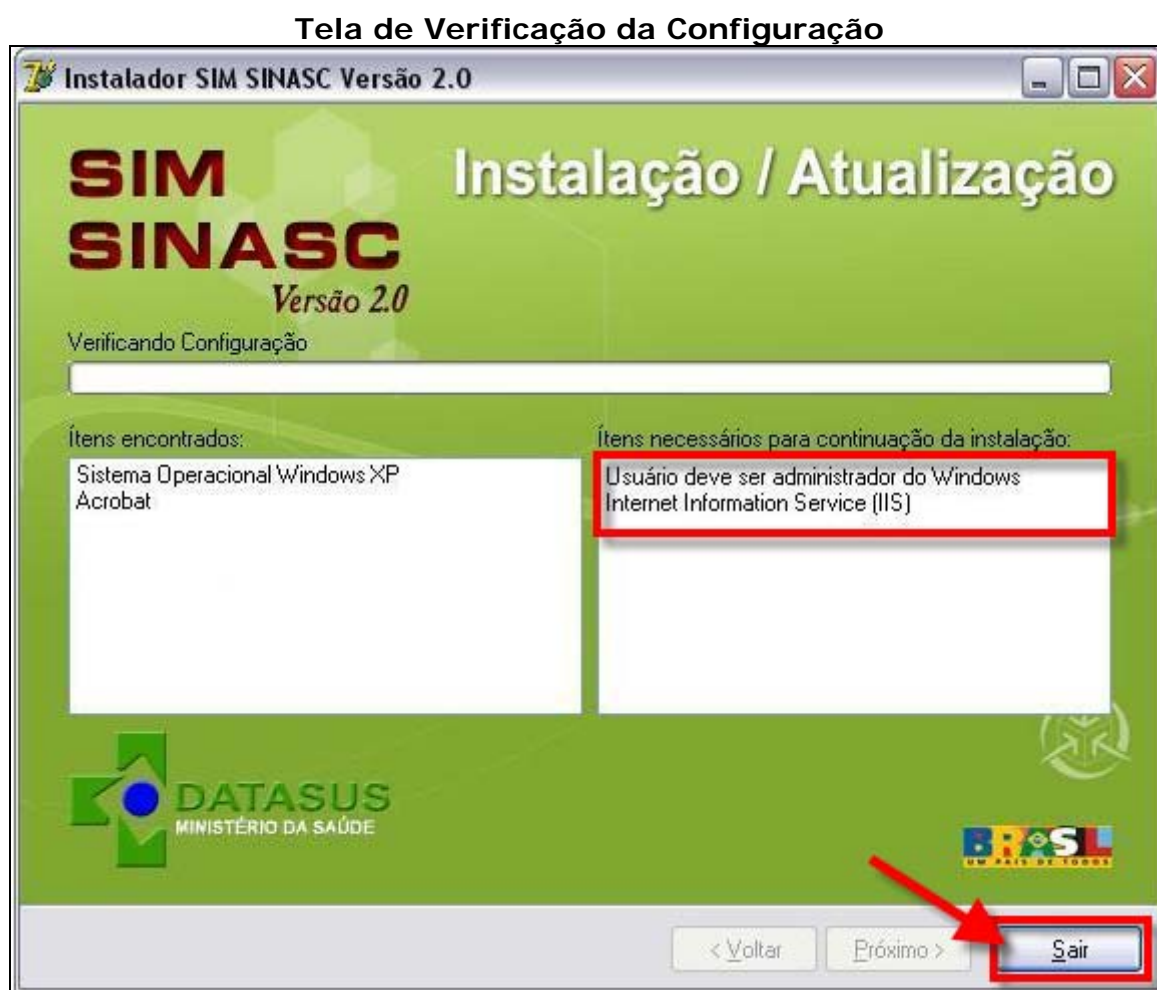 Tela de Verificação da Configuração
Instalador SIM SINASC Versão 2.0
SIM
SINASC
Versão 2.0
Instalação / Atualização
Verificando Configuração
Ítens encontrados:
Sistema Operacional Windows XP
Acrobat
Ítens necessários para continuação da instalação:
Usuário deve ser administrador do Windows
Internet Information Service (IIS)
DATASUS
MINISTÉRIO DA SAÚDE
BRASIL
UM PAÍS DE TODOS
< Voltar
Próximo >
Sair